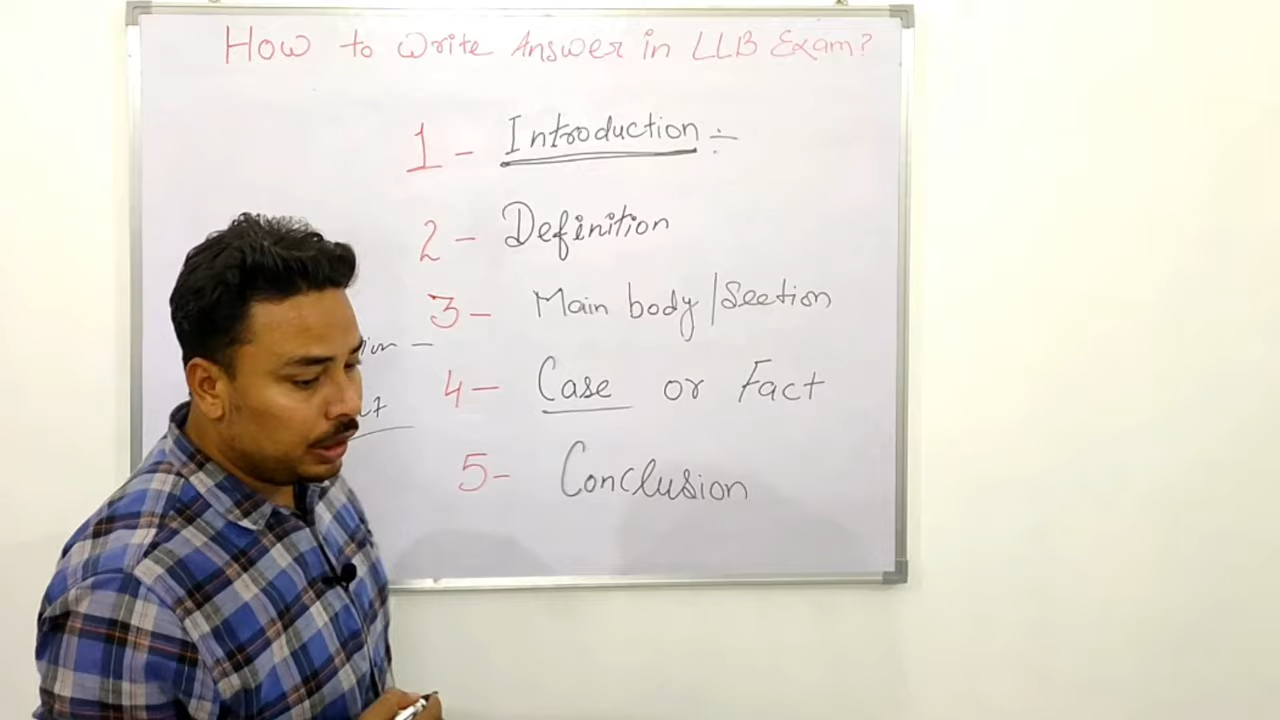 How to Write Answer in LLB Exam?
1 - Introduction ÷
2 - Definition
3 - Main body / Section
4 - Case or Fact
5 - Conclusion